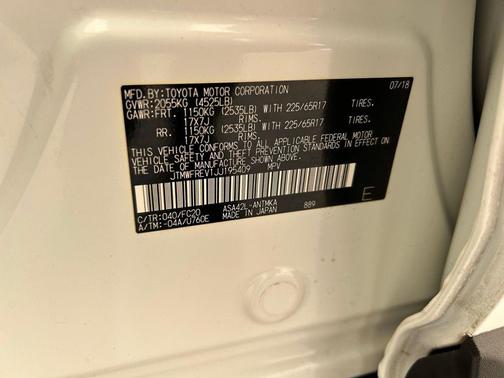 MFD.BY:TOYOTA MOTOR CORPORATION 07/18
GVWR:2055KG (4525LB)
GAWR:FRT. 1150KG (2535LB) WITH 225/65R17 TIRES.
17X7J RIMS.
RR. 1150KG (2535LB) WITH 225/65R17 TIRES.
17X7J RIMS.
THIS VEHICLE CONFORMS TO ALL APPLICABLE FEDERAL MOTOR
VEHICLE SAFETY AND THEFT PREVENTION STANDARDS IN EFFECT ON
THE DATE OF MANUFACTURE SHOWN ABOVE.
JTMWFREV1JJ195409 MPV
C/TR:040/FC20 ASA42L-ANTMKA 889 E
A/TM:-04A/U760E MADE IN JAPAN